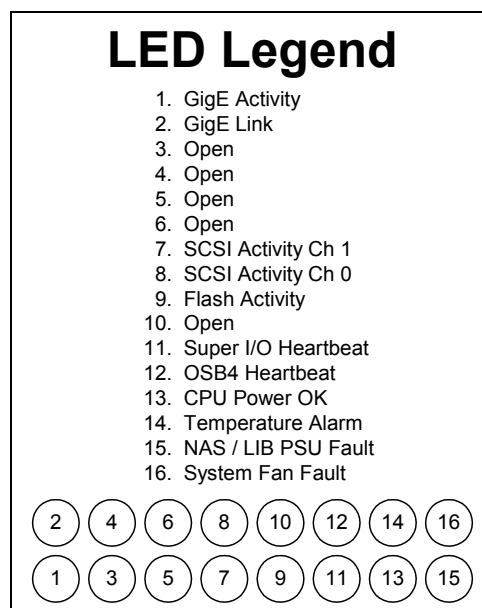 LED Legend
1. GigE Activity
2. GigE Link
3. Open
4. Open
5. Open
6. Open
7. SCSI Activity Ch 1
8. SCSI Activity Ch 0
9. Flash Activity
10. Open
11. Super I/O Heartbeat
12. OSB4 Heartbeat
13. CPU Power OK
14. Temperature Alarm
15. NAS / LIB PSU Fault
16. System Fan Fault
2 4 6 8 10 12 14 16
1 3 5 7 9 11 13 15